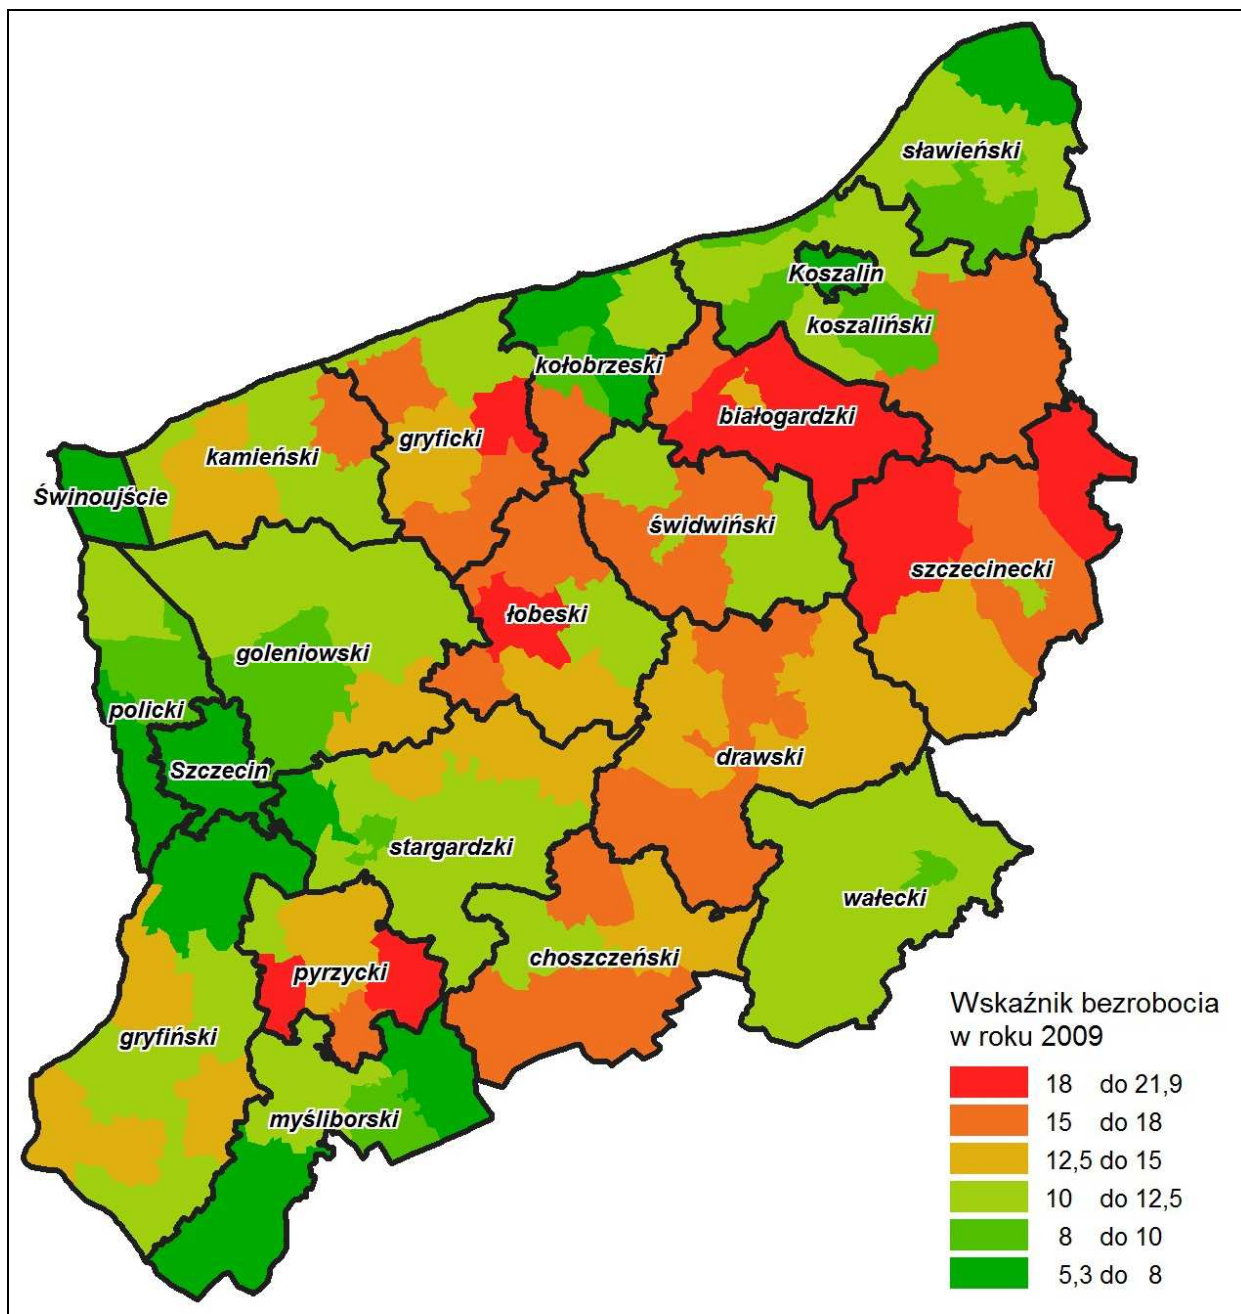 sławieński
Koszalin
koszaliński
kołobrzeski
białogardzki
gryficki
kamieński
Świnoujście
świdwiński
szczecinecki
łobeski
goleniowski
policki
drawski
Szczecin
stargardzki
wałecki
choszczeński
pyrzycki
gryfiński
myśliborski
Wskaźnik bezrobocia
w roku 2009
18 do 21,9
15 do 18
12,5 do 15
10 do 12,5
8 do 10
5,3 do 8